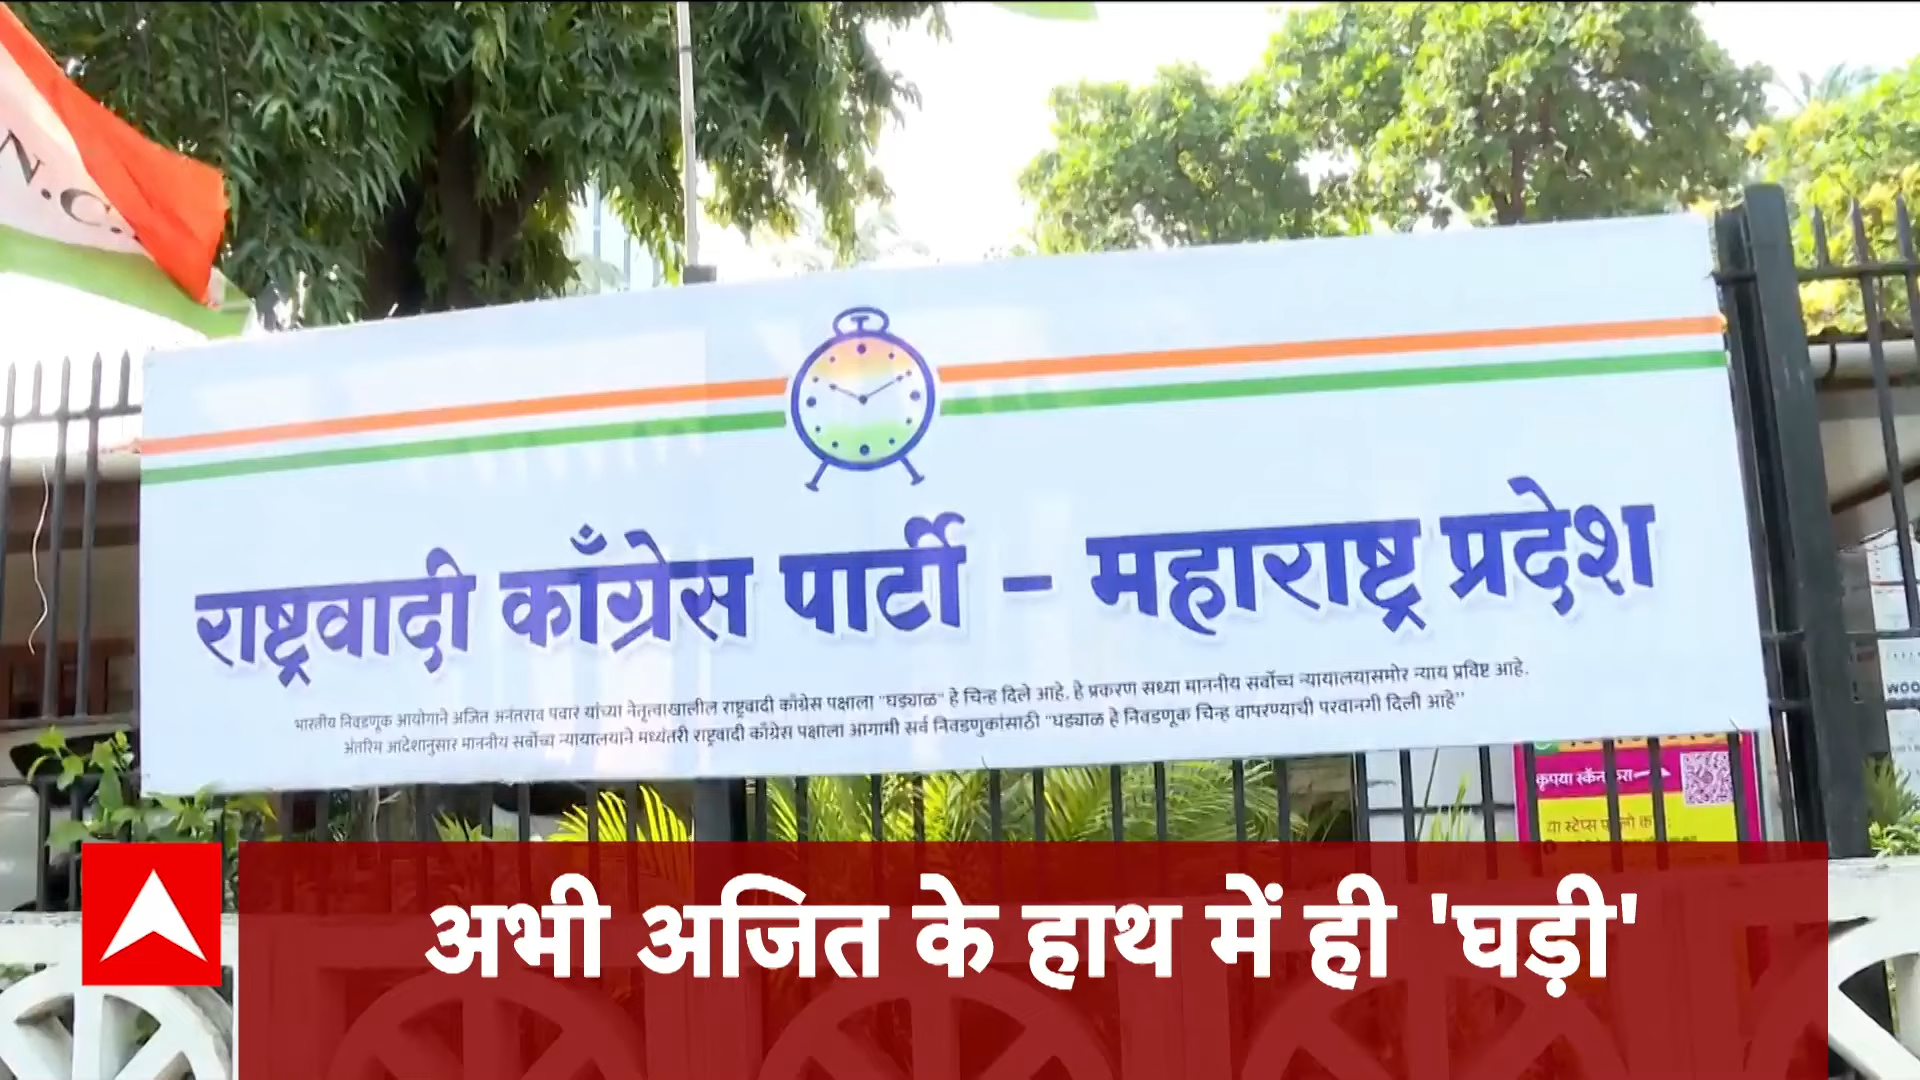 N.C.
राष्ट्रवादी काँग्रेस पार्टी – महाराष्ट्र प्रदेश
भारतीय निवडणूक आयोगाने अजित अनंतराव पवार यांच्या नेतृत्वाखालील राष्ट्रवादी काँग्रेस पक्षाला "घड्याळ" हे चिन्ह दिले आहे. हे प्रकरण सध्या माननीय सर्वोच्च न्यायालयासमोर न्याय प्रविष्ट आहे.
अंतरिम आदेशानुसार माननीय सर्वोच्च न्यायालयाने मध्यंतरी राष्ट्रवादी काँग्रेस पक्षाला आगामी सर्व निवडणुकांसाठी "घड्याळ हे निवडणूक चिन्ह वापरण्याची परवानगी दिली आहे"
WOO
कृपया स्कॅन
या स्टेप्स
अभी अजित के हाथ में ही 'घड़ी'